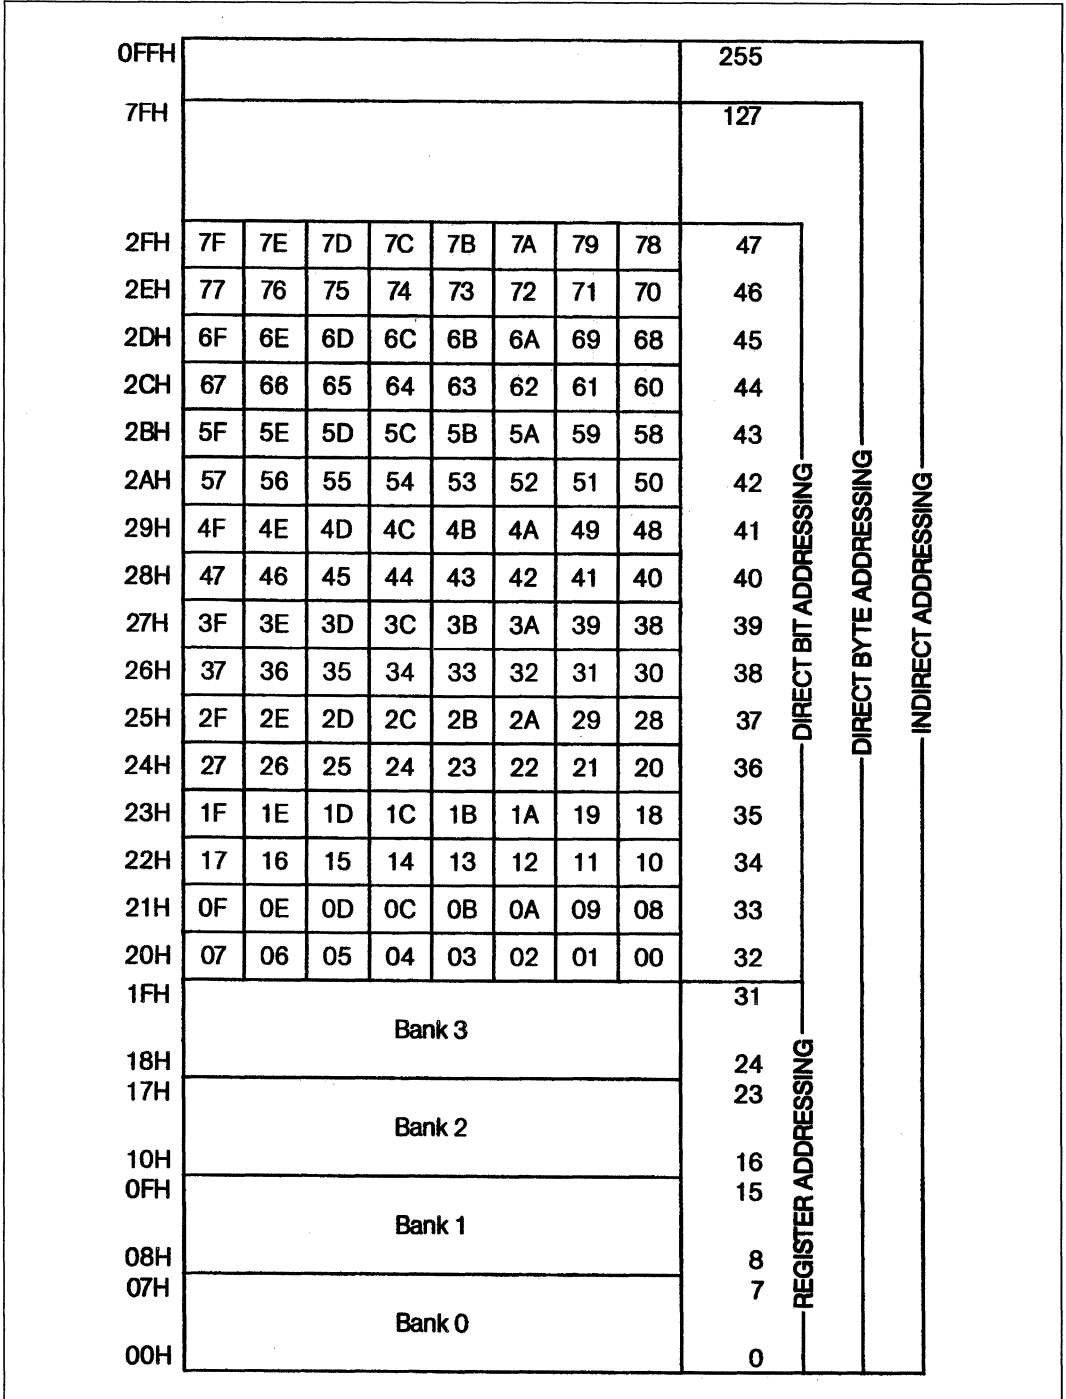 0FFH 255
7FH 127
2FH 7F 7E 7D 7C 7B 7A 79 78 47
2EH 77 76 75 74 73 72 71 70 46
2DH 6F 6E 6D 6C 6B 6A 69 68 45
2CH 67 66 65 64 63 62 61 60 44
2BH 5F 5E 5D 5C 5B 5A 59 58 43
2AH 57 56 55 54 53 52 51 50 42
29H 4F 4E 4D 4C 4B 4A 49 48 41
28H 47 46 45 44 43 42 41 40 40
27H 3F 3E 3D 3C 3B 3A 39 38 39
26H 37 36 35 34 33 32 31 30 38
25H 2F 2E 2D 2C 2B 2A 29 28 37
24H 27 26 25 24 23 22 21 20 36
23H 1F 1E 1D 1C 1B 1A 19 18 35
22H 17 16 15 14 13 12 11 10 34
21H 0F 0E 0D 0C 0B 0A 09 08 33
20H 07 06 05 04 03 02 01 00 32
1FH 31
Bank 3
18H 24
17H 23
Bank 2
10H 16
0FH 15
Bank 1
08H 8
07H 7
Bank 0
00H 0
DIRECT BIT ADDRESSING
REGISTER ADDRESSING
DIRECT BYTE ADDRESSING
INDIRECT ADDRESSING